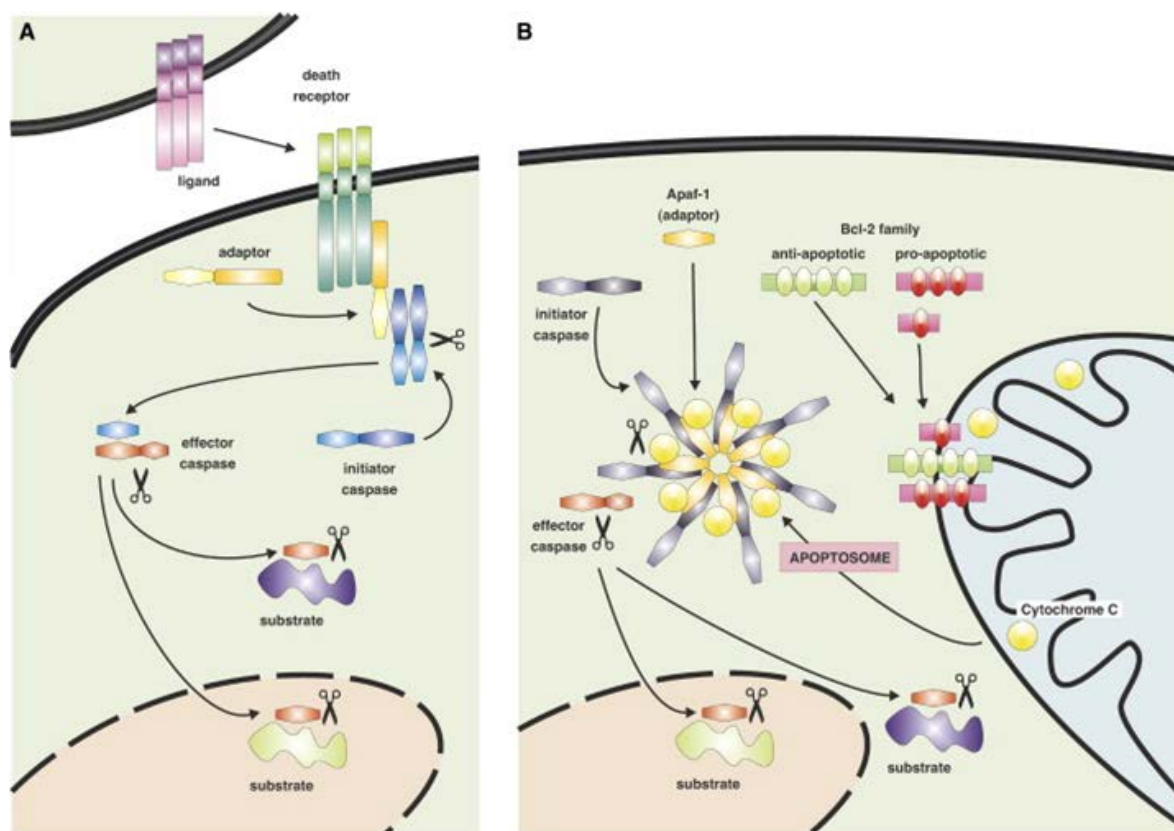 A
death
receptor
ligand
adaptor
effector
caspase
initiator
caspase
substrate
substrate
B
Apaf-1
(adaptor)
Bcl-2 family
anti-apoptotic
pro-apoptotic
initiator
caspase
effector
caspase
APOPTOSOME
Cytochrome C
substrate
substrate